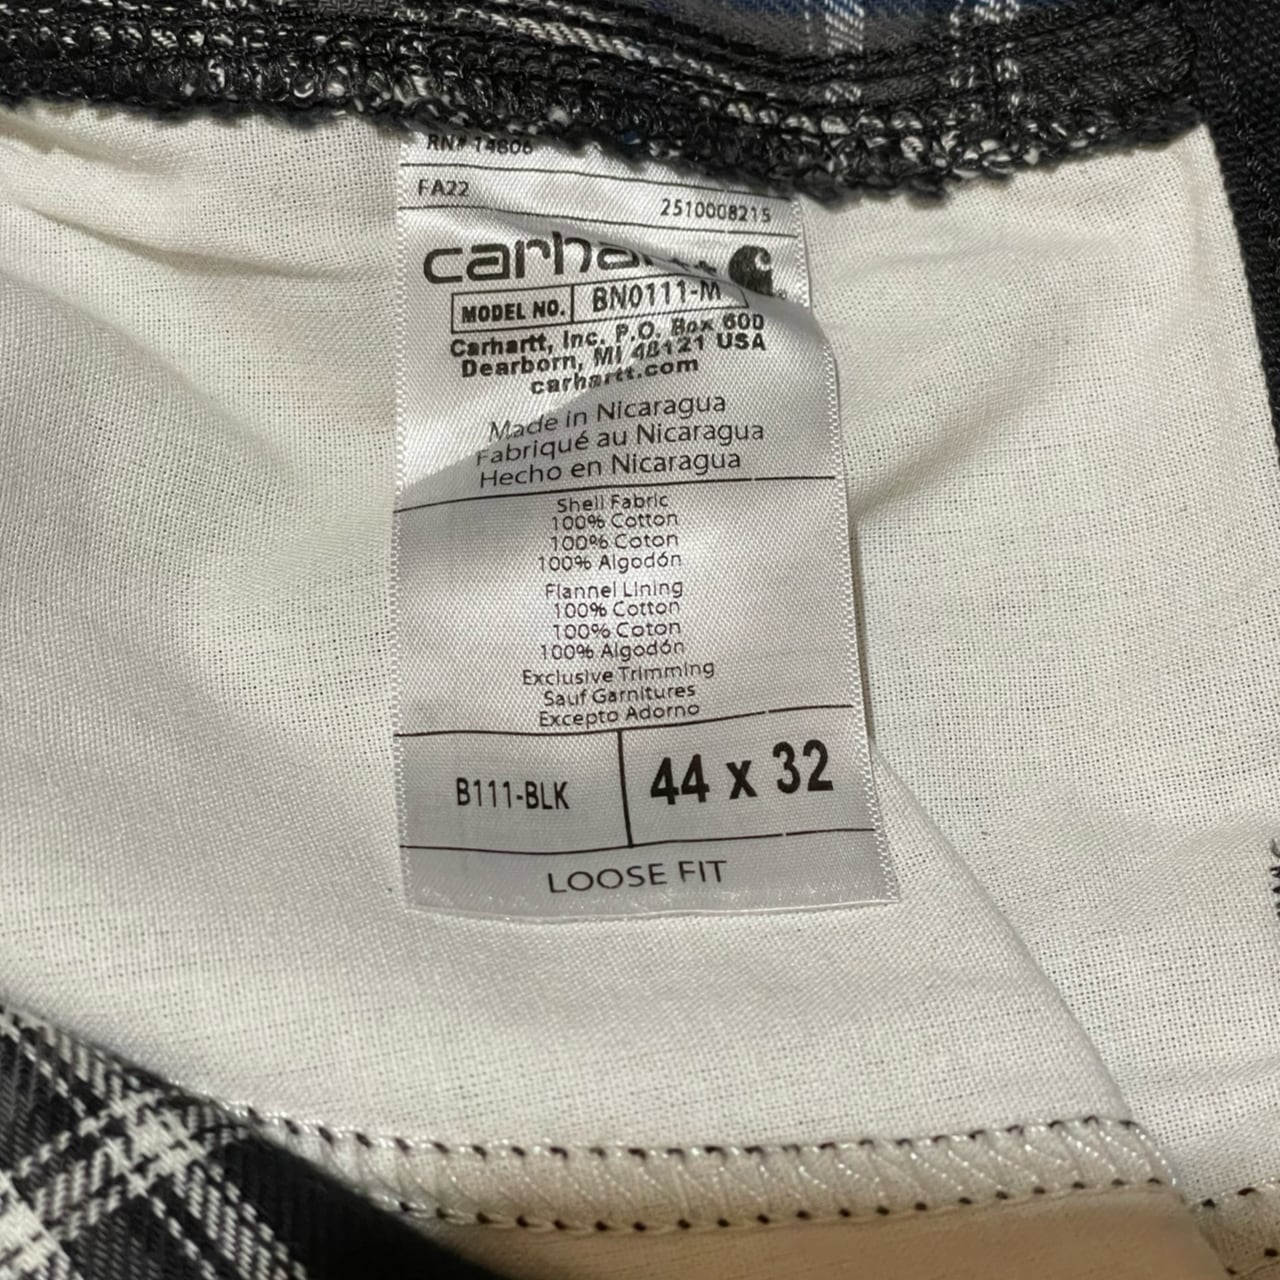 RN# 14806
FA22
2510008215
carhartt
MODEL NO. BN0111-M
Carhartt, Inc. P.O. Box 600
Dearborn, MI 48121 USA
carhartt.com
Made in Nicaragua
Fabriqué au Nicaragua
Hecho en Nicaragua
Shell Fabric
100% Cotton
100% Coton
100% Algodón
Flannel Lining
100% Cotton
100% Coton
100% Algodón
Exclusive Trimming
Sauf Garnitures
Excepto Adorno
B111-BLK
44 x 32
LOOSE FIT